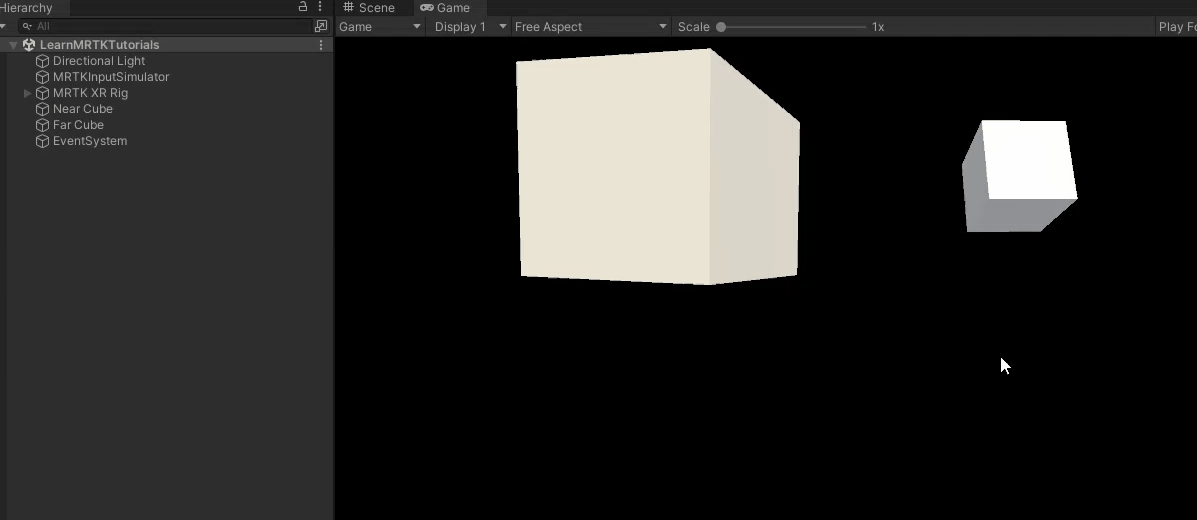 Hierarchy
Scene
Game
All
Game
Display 1
Free Aspect
Scale
1x
Play Fo
LearnMRTKTutorials
Directional Light
MRTKInputSimulator
MRTK XR Rig
Near Cube
Far Cube
EventSystem